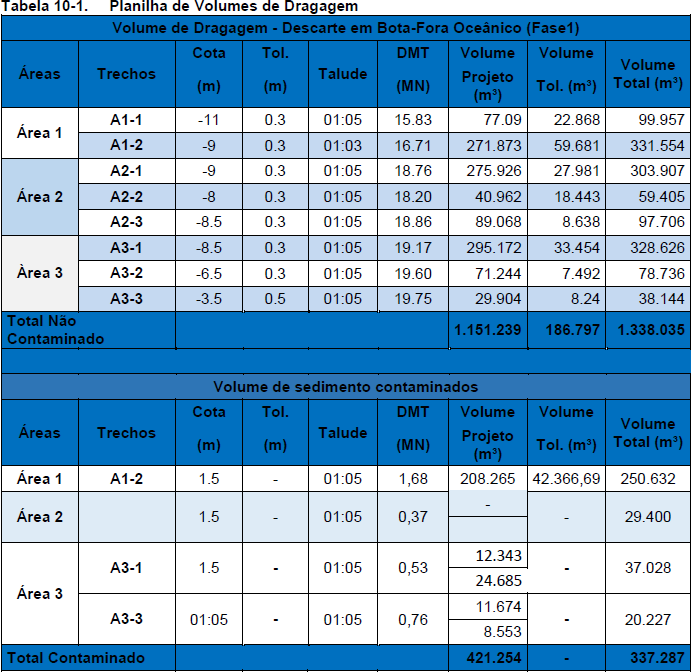 Tabela 10-1. Planilha de Volumes de Dragagem
Volume de Dragagem - Descarte em Bota-Fora Oceânico (Fase1)
Áreas Trechos Cota (m) Tol. (m) Talude DMT (MN) Volume Projeto (m³) Volume Tol. (m³) Volume Total (m³)
Área 1 A1-1 -11 0.3 01:05 15.83 77.09 22.868 99.957
A1-2 -9 0.3 01:03 16.71 271.873 59.681 331.554
Área 2 A2-1 -9 0.3 01:05 18.76 275.926 27.981 303.907
A2-2 -8 0.3 01:05 18.20 40.962 18.443 59.405
A2-3 -8.5 0.3 01:05 18.86 89.068 8.638 97.706
Àrea 3 A3-1 -8.5 0.3 01:05 19.17 295.172 33.454 328.626
A3-2 -6.5 0.3 01:05 19.60 71.244 7.492 78.736
A3-3 -3.5 0.5 01:05 19.75 29.904 8.24 38.144
Total Não Contaminado 1.151.239 186.797 1.338.035
Volume de sedimento contaminados
Áreas Trechos Cota (m) Tol. (m) Talude DMT (MN) Volume Projeto (m³) Volume Tol. (m³) Volume Total (m³)
Área 1 A1-2 1.5 - 01:05 1,68 208.265 42.366,69 250.632
Área 2 1.5 - 01:05 0,37 - - 29.400
Área 3 A3-1 1.5 - 01:05 0,53 12.343 24.685 - 37.028
A3-3 01:05 - 01:05 0,76 11.674 8.553 - 20.227
Total Contaminado 421.254 - 337.287